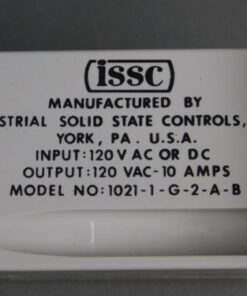 issc
MANUFACTURED BY
STRIAL SOLID STATE CONTROLS,
YORK, PA. U.S.A.
INPUT: 120 V AC OR DC
OUTPUT: 120 VAC-10 AMPS
MODEL NO: 1021-1-G-2-A-B